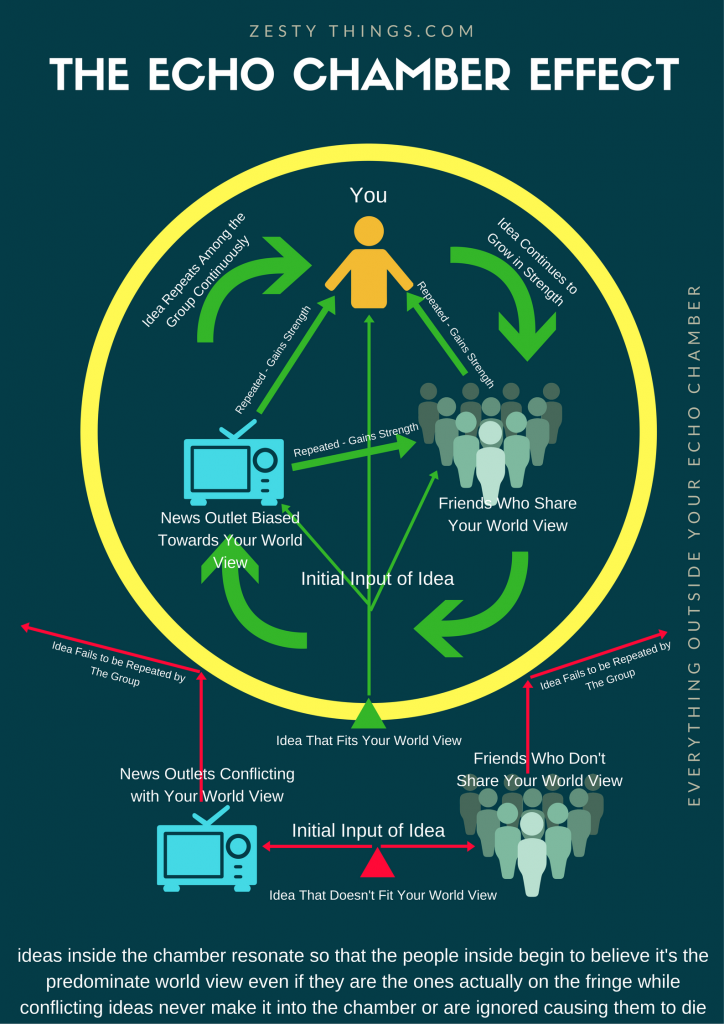 ZESTY THINGS.COM
THE ECHO CHAMBER EFFECT
You
Idea Repeats Among the
Group Continuously
Idea Continues to
Grow in Strength
Repeated - Gains Strength
Repeated - Gains Strength
Repeated - Gains Strength
News Outlet Biased
Towards Your World
View
Friends Who Share
Your World View
Initial Input of Idea
EVERYTHING OUTSIDE YOUR ECHO CHAMBER
Idea Fails to be Repeated by
The Group
Idea Fails to be Repeated by
The Group
Idea That Fits Your World View
News Outlets Conflicting
with Your World View
Friends Who Don't
Share Your World View
Initial Input of Idea
Idea That Doesn't Fit Your World View
ideas inside the chamber resonate so that the people inside begin to believe it's the
predominate world view even if they are the ones actually on the fringe while
conflicting ideas never make it into the chamber or are ignored causing them to die